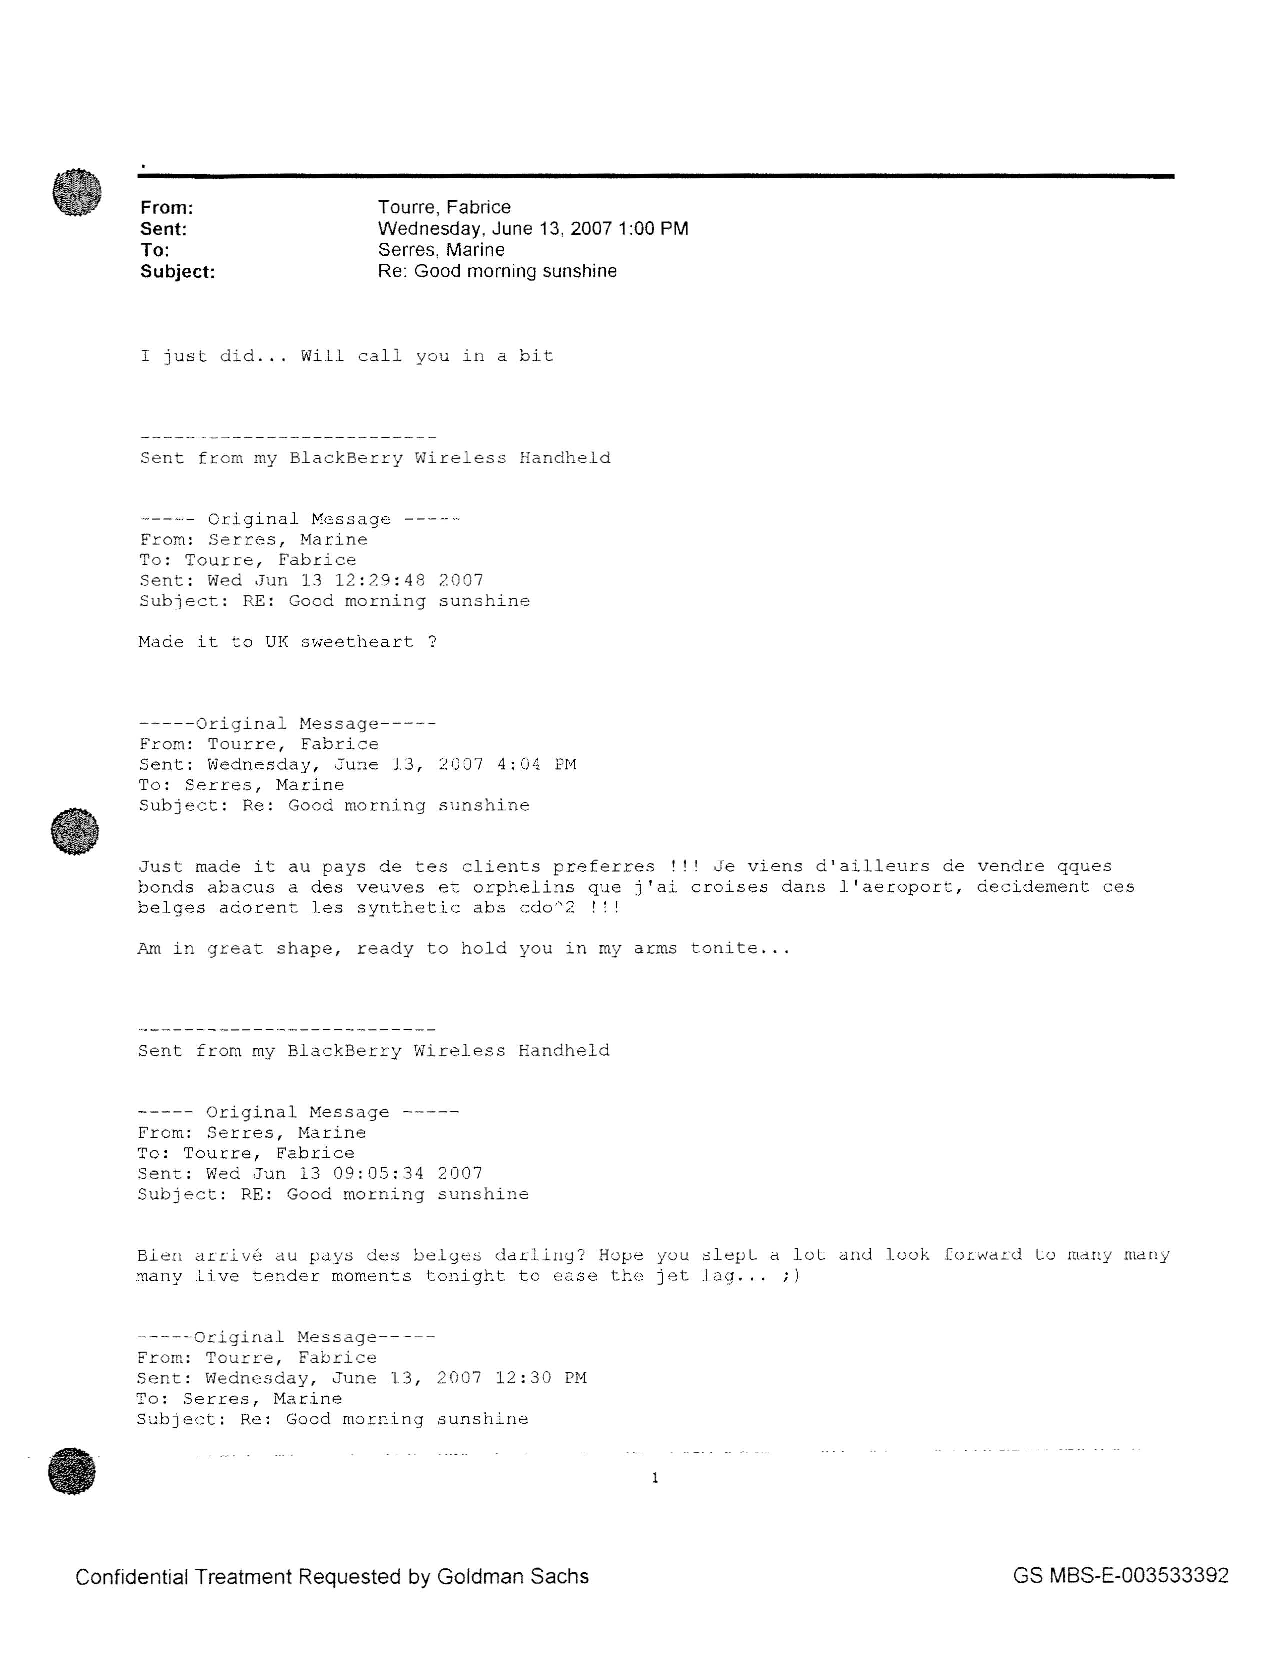 From: Tourre, Fabrice
Sent: Wednesday, June 13, 2007 1:00 PM
To: Serres, Marine
Subject: Re: Good morning sunshine
I just did... Will call you in a bit
--------------------------
Sent from my BlackBerry Wireless Handheld
----- Original Message -----
From: Serres, Marine
To: Tourre, Fabrice
Sent: Wed Jun 13 12:29:48 2007
Subject: RE: Good morning sunshine
Made it to UK sweetheart ?
-----Original Message-----
From: Tourre, Fabrice
Sent: Wednesday, June 13, 2007 4:04 PM
To: Serres, Marine
Subject: Re: Good morning sunshine
Just made it au pays de tes clients preferres !!! Je viens d'ailleurs de vendre qques
bonds abacus a des veuves et orphelins que j'ai croises dans l'aeroport, decidement ces
belges adorent les synthetic abs cdo^2 !!!
Am in great shape, ready to hold you in my arms tonite...
--------------------------
Sent from my BlackBerry Wireless Handheld
----- Original Message -----
From: Serres, Marine
To: Tourre, Fabrice
Sent: Wed Jun 13 09:05:34 2007
Subject: RE: Good morning sunshine
Bien arrivé au pays des belges darling? Hope you slept a lot and look forward to many many
many live tender moments tonight to ease the jet lag... ;)
-----Original Message-----
From: Tourre, Fabrice
Sent: Wednesday, June 13, 2007 12:30 PM
To: Serres, Marine
Subject: Re: Good morning sunshine
1
Confidential Treatment Requested by Goldman Sachs
GS MBS-E-003533392